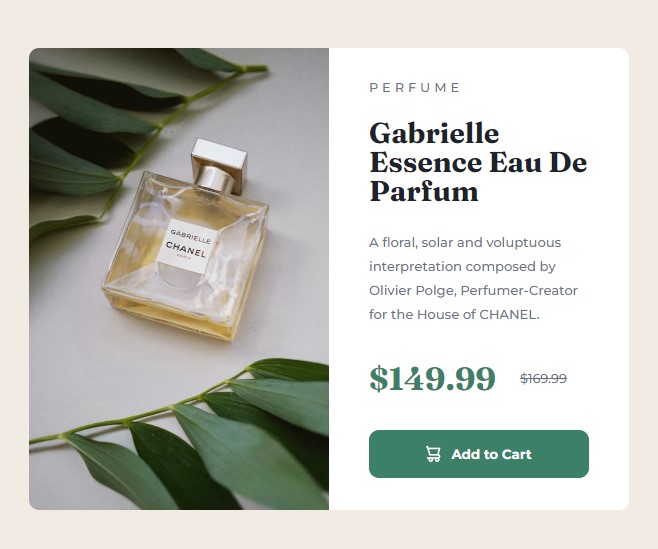 GABRIELLE
CHANEL
PARIS
PERFUME
Gabrielle
Essence Eau De
Parfum
A floral, solar and voluptuous
interpretation composed by
Olivier Polge, Perfumer-Creator
for the House of CHANEL.
$149.99 $169.99
Add to Cart